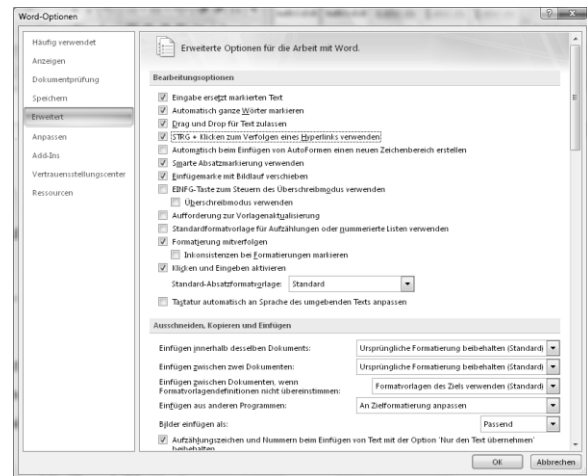 Word-Optionen
Häufig verwendet
Anzeigen
Dokumentprüfung
Speichern
Erweitert
Anpassen
Add-Ins
Vertrauensstellungscenter
Ressourcen
Erweiterte Optionen für die Arbeit mit Word.
Bearbeitungsoptionen
Eingabe ersetzt markierten Text
Automatisch ganze Wörter markieren
Drag und Drop für Text zulassen
STRG + Klicken zum Verfolgen eines Hyperlinks verwenden
Automatisch beim Einfügen von AutoFormen einen neuen Zeichenbereich erstellen
Smarte Absatzmarkierung verwenden
Einfügemarke mit Bildlauf verschieben
EINFG-Taste zum Steuern des Überschreibmodus verwenden
Überschreibmodus verwenden
Aufforderung zur Vorlagenaktualisierung
Standardformatvorlage für Aufzählungen oder nummerierte Listen verwenden
Formatierung mitverfolgen
Inkonsistenzen bei Formatierungen markieren
Klicken und Eingeben aktivieren
Standard-Absatzformatvorlage: Standard
Tastatur automatisch an Sprache des umgebenden Texts anpassen
Ausschneiden, Kopieren und Einfügen
Einfügen innerhalb desselben Dokuments: Ursprüngliche Formatierung beibehalten (Standard)
Einfügen zwischen zwei Dokumenten: Ursprüngliche Formatierung beibehalten (Standard)
Einfügen zwischen Dokumenten, wenn
Formatvorlagendefinitionen nicht übereinstimmen: Formatvorlagen des Ziels verwenden (Standard)
Einfügen aus anderen Programmen: An Zielformatierung anpassen
Bilder einfügen als: Passend
Aufzählungszeichen und Nummern beim Einfügen von Text mit der Option 'Nur den Text übernehmen'
beibehalten
OK Abbrechen